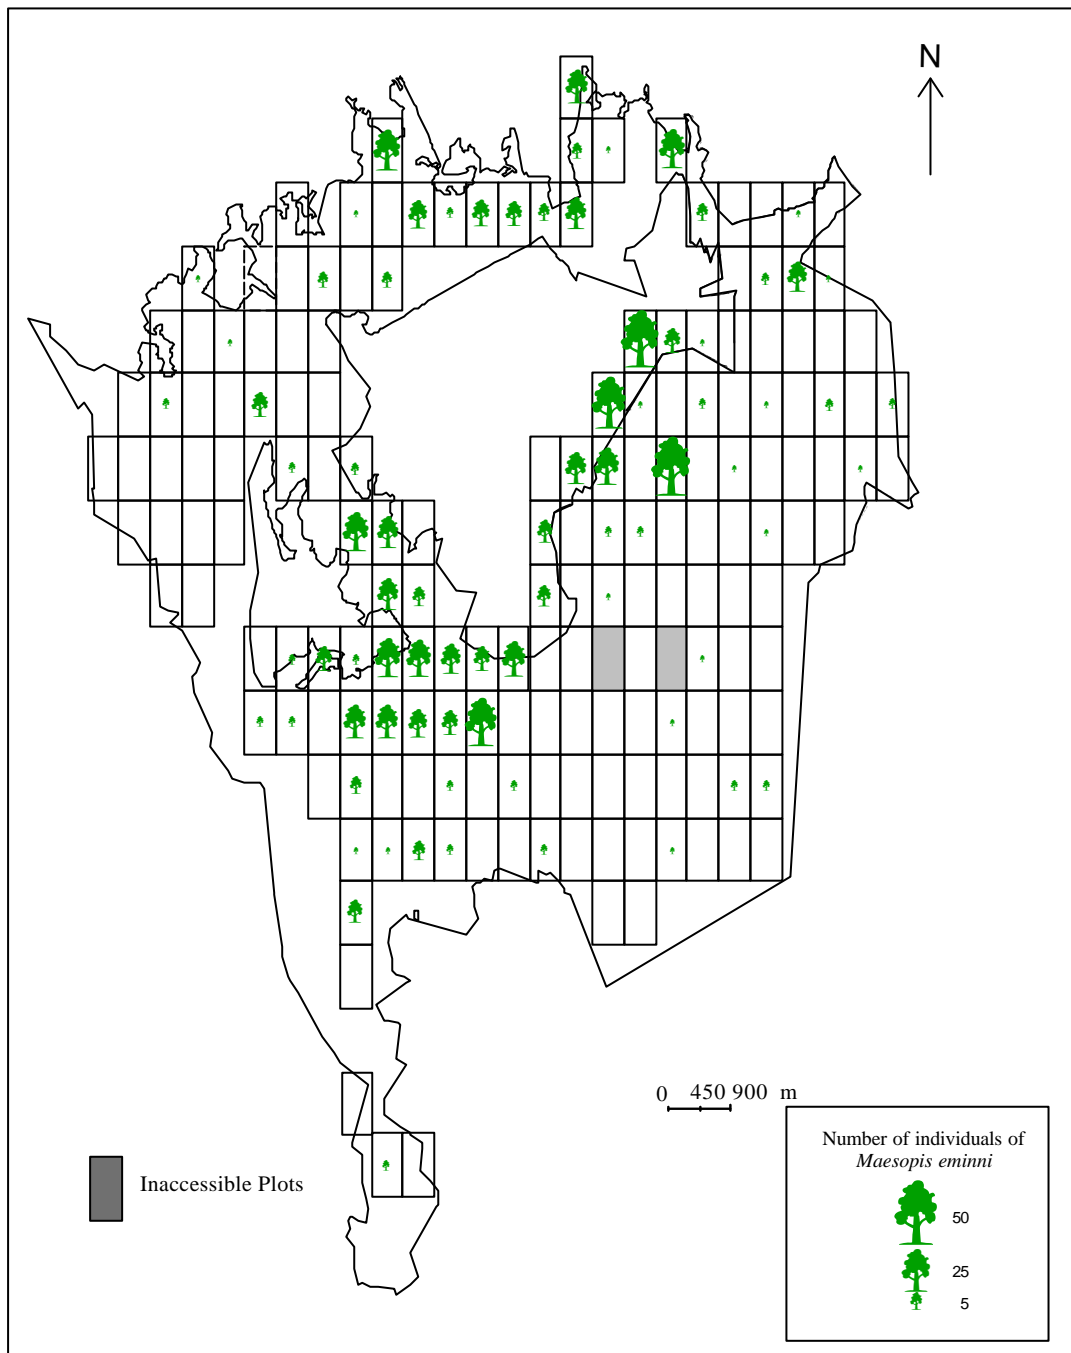 N
0 450 900 m
Number of individuals of
Maesopis eminni
50
25
5
Inaccessible Plots